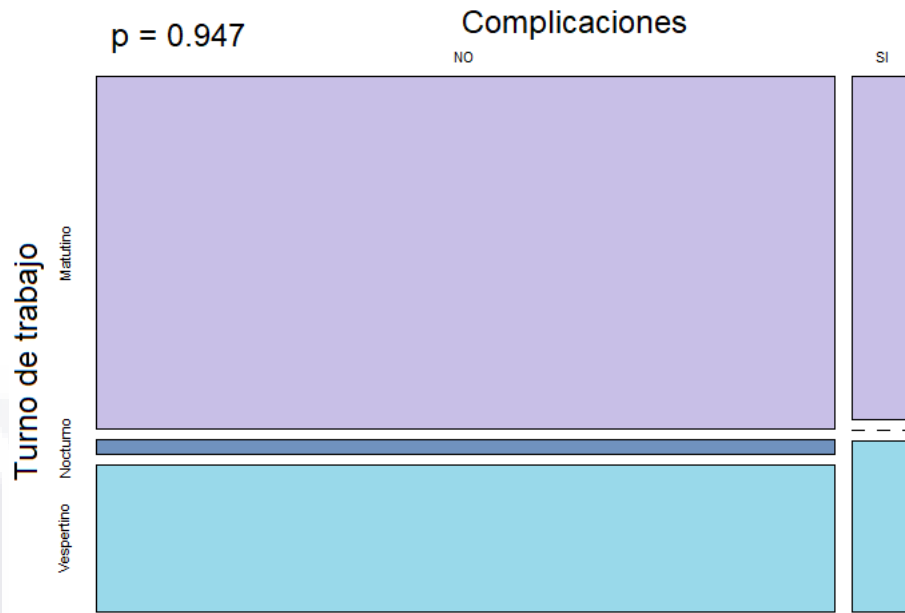 p = 0.947
Complicaciones
NO
SI
Turno de trabajo
Matutino
Nocturno
Vespertino